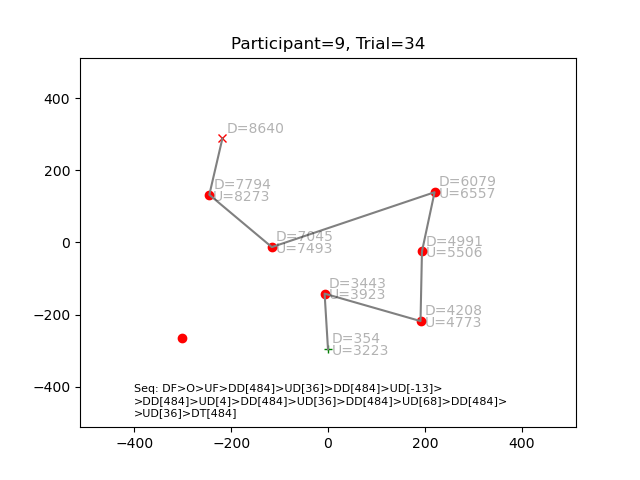 Participant=9, Trial=34
400
200
0
−200
−400
−400
−200
0
200
400
D=8640
D=7794
U=8273
D=7045
U=7493
D=6079
U=6557
D=4991
U=5506
D=3443
U=3923
D=4208
U=4773
D=354
U=3223
Seq: DF>O>UF>DD[484]>UD[36]>DD[484]>UD[-13]>
>DD[484]>UD[4]>DD[484]>UD[36]>DD[484]>UD[68]>DD[484]>
>UD[36]>DT[484]